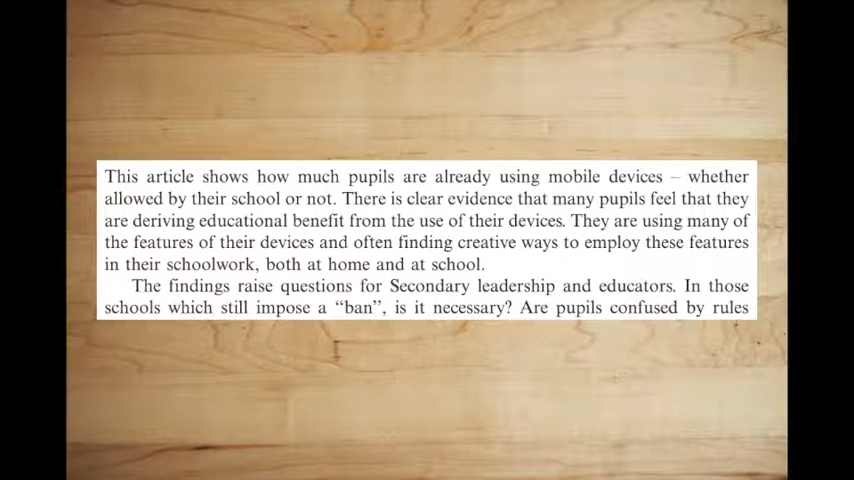 This article shows how much pupils are already using mobile devices – whether
allowed by their school or not. There is clear evidence that many pupils feel that they
are deriving educational benefit from the use of their devices. They are using many of
the features of their devices and often finding creative ways to employ these features
in their schoolwork, both at home and at school.
The findings raise questions for Secondary leadership and educators. In those
schools which still impose a “ban”, is it necessary? Are pupils confused by rules